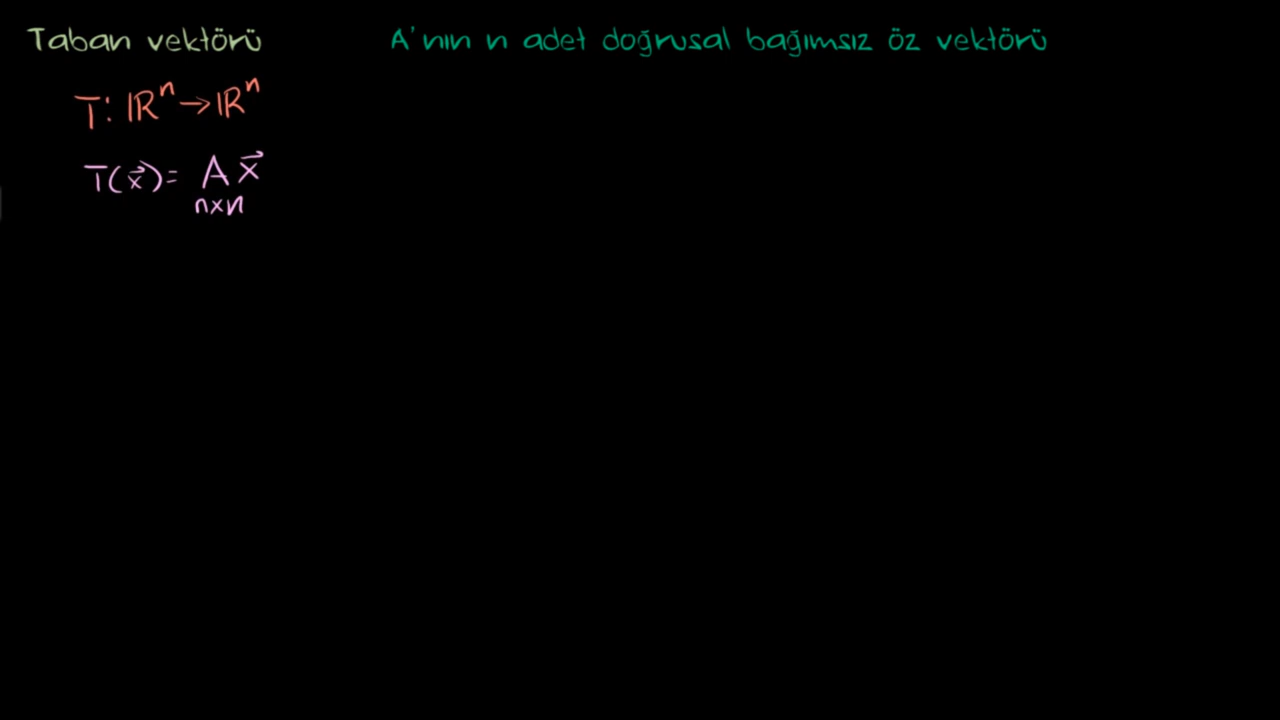 Taban vektörü
A'nın n adet doğrusal bağımsız öz vektörü
T: ℝⁿ → ℝⁿ
T(x⃗) = A x⃗
n×n